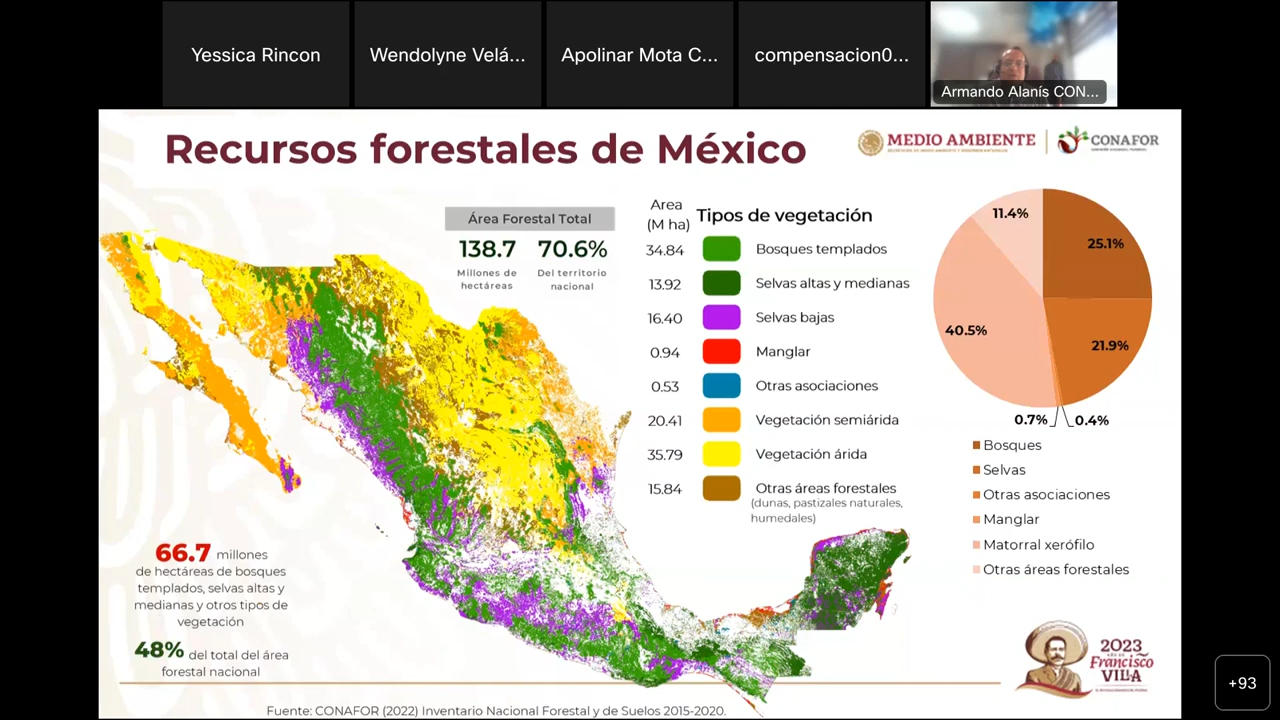 Yessica Rincon
Wendolyne Velá...
Apolinar Mota C...
compensacion0...
Armando Alanís CON...
Recursos forestales de México
MEDIO AMBIENTE
CONAFOR
Área Forestal Total
138.7 70.6%
Millones de hectáreas
Del territorio nacional
Area
(M ha)
Tipos de vegetación
34.84 Bosques templados
13.92 Selvas altas y medianas
16.40 Selvas bajas
0.94 Manglar
0.53 Otras asociaciones
20.41 Vegetación semiárida
35.79 Vegetación árida
15.84 Otras áreas forestales
(dunas, pastizales naturales,
humedales)
11.4%
25.1%
40.5%
21.9%
0.7%
0.4%
Bosques
Selvas
Otras asociaciones
Manglar
Matorral xerófilo
Otras áreas forestales
66.7 millones
de hectáreas de bosques
templados, selvas altas y
medianas y otros tipos de
vegetación
48% del total del área
forestal nacional
2023
Francisco
VILLA
Fuente: CONAFOR (2022) Inventario Nacional Forestal y de Suelos 2015-2020.
+93